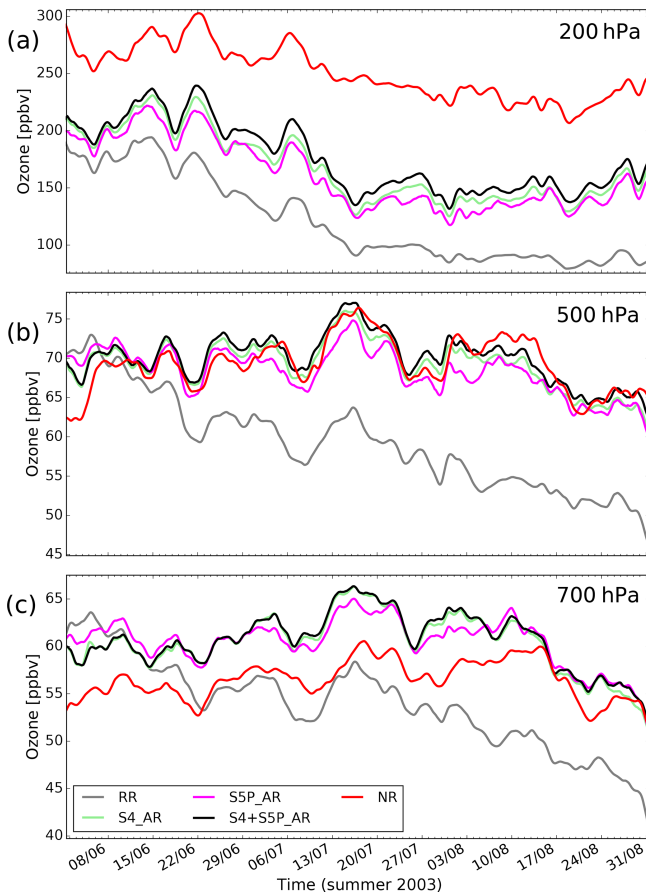 (a)
200 hPa
Ozone [ppbv]
300
250
200
150
100
(b)
500 hPa
Ozone [ppbv]
75
70
65
60
55
50
45
(c)
700 hPa
Ozone [ppbv]
65
60
55
50
45
40
RR S5P_AR NR
S4_AR S4+S5P_AR
08/06 15/06 22/06 29/06 06/07 13/07 20/07 27/07 03/08 10/08 17/08 24/08 31/08
Time (summer 2003)